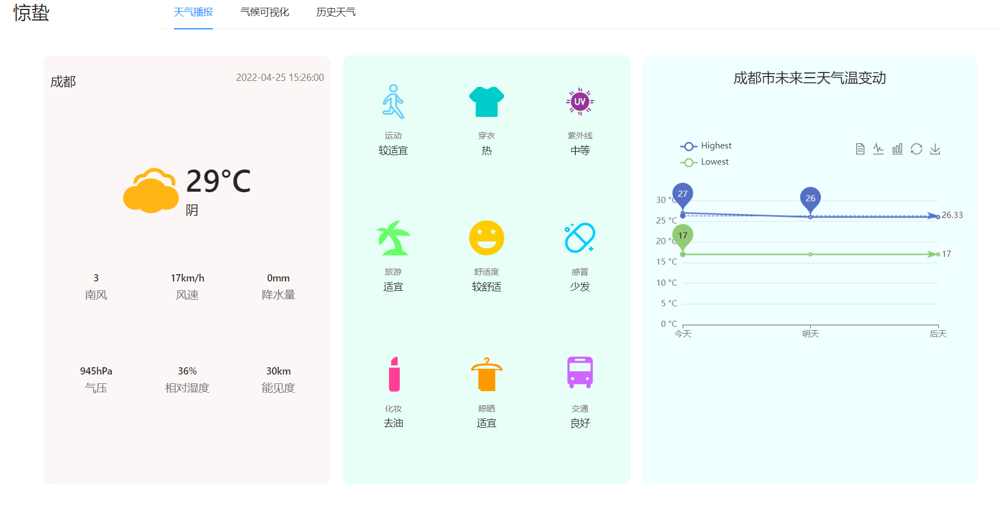 惊蛰
天气播报 气候可视化 历史天气
成都
2022-04-25 15:26:00
29°C
阴
3 17km/h 0mm
南风 风速 降水量
945hPa 36% 30km
气压 相对湿度 能见度
UV
运动 穿衣 紫外线
较适宜 热 中等
旅游 舒适度 感冒
适宜 较舒适 少发
化妆 晾晒 交通
去油 适宜 良好
成都市未来三天气温变动
Highest
Lowest
30 °C
27
26
26.33
25 °C
20 °C
17
17
15 °C
10 °C
5 °C
0 °C
今天 明天 后天